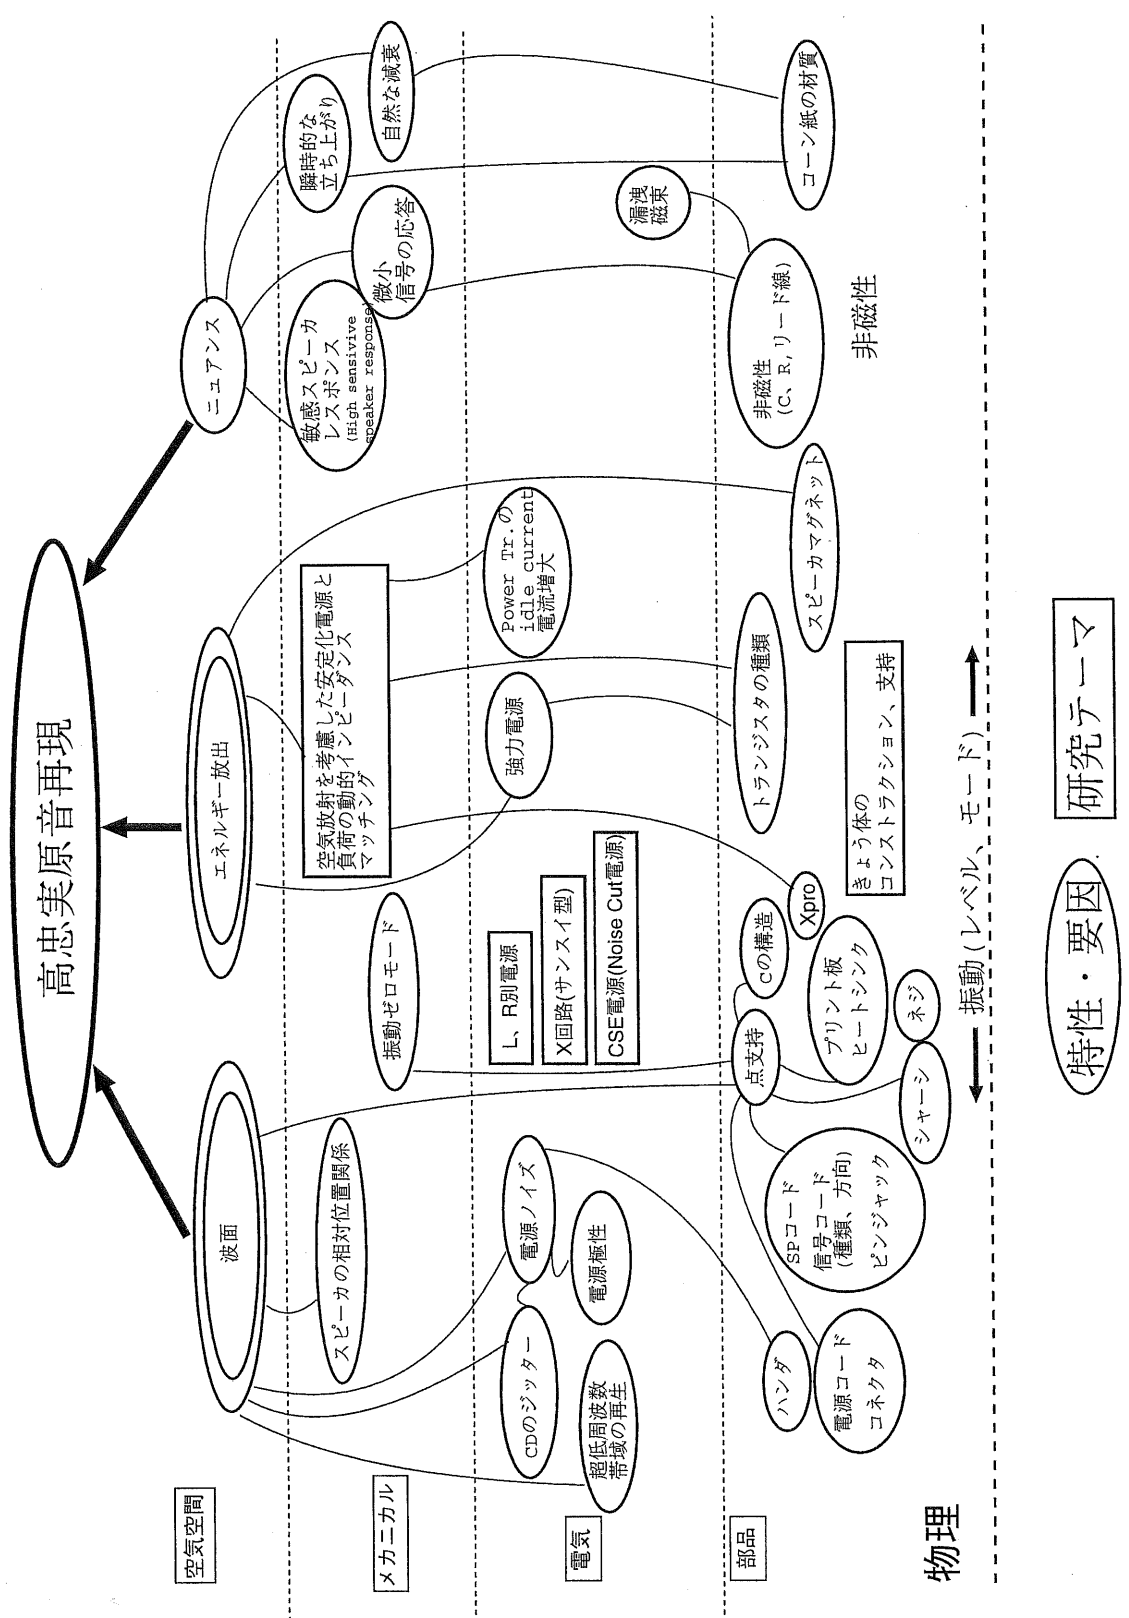 高忠実原音再現
空気空間
波面
エネルギー放出
ニュアンス
メカニカル
スピーカの相対位置関係
振動ゼロモード
空気放射を考慮した安定化電源と
負荷の動的インピーダンス
マッチング
敏感スピーカ
レスポンス
(High sensivive
speaker response)
微小
信号の応答
瞬時的な
立ち上がり
自然な減衰
電気
超低周波数
帯域の再生
CDのジッター
電源ノイズ
電源極性
L、R別電源
X回路(サンスイ型)
CSE電源(Noise Cut電源)
強力電源
Power Tr.の
idle current
電流増大
漏洩
磁束
部品
ハンダ
電源コード
コネクタ
SPコード
信号コード
(種類、方向)
ピンジャック
点支持
Cの構造
Xpro
プリント板
ヒートシンク
シャーシ
ネジ
トランジスタの種類
スピーカマグネット
非磁性
(C、R,リード線)
コーン紙の材質
きょう体の
コンストラクション、支持
非磁性
物理
振動(レベル、モード)
特性・要因
研究テーマ